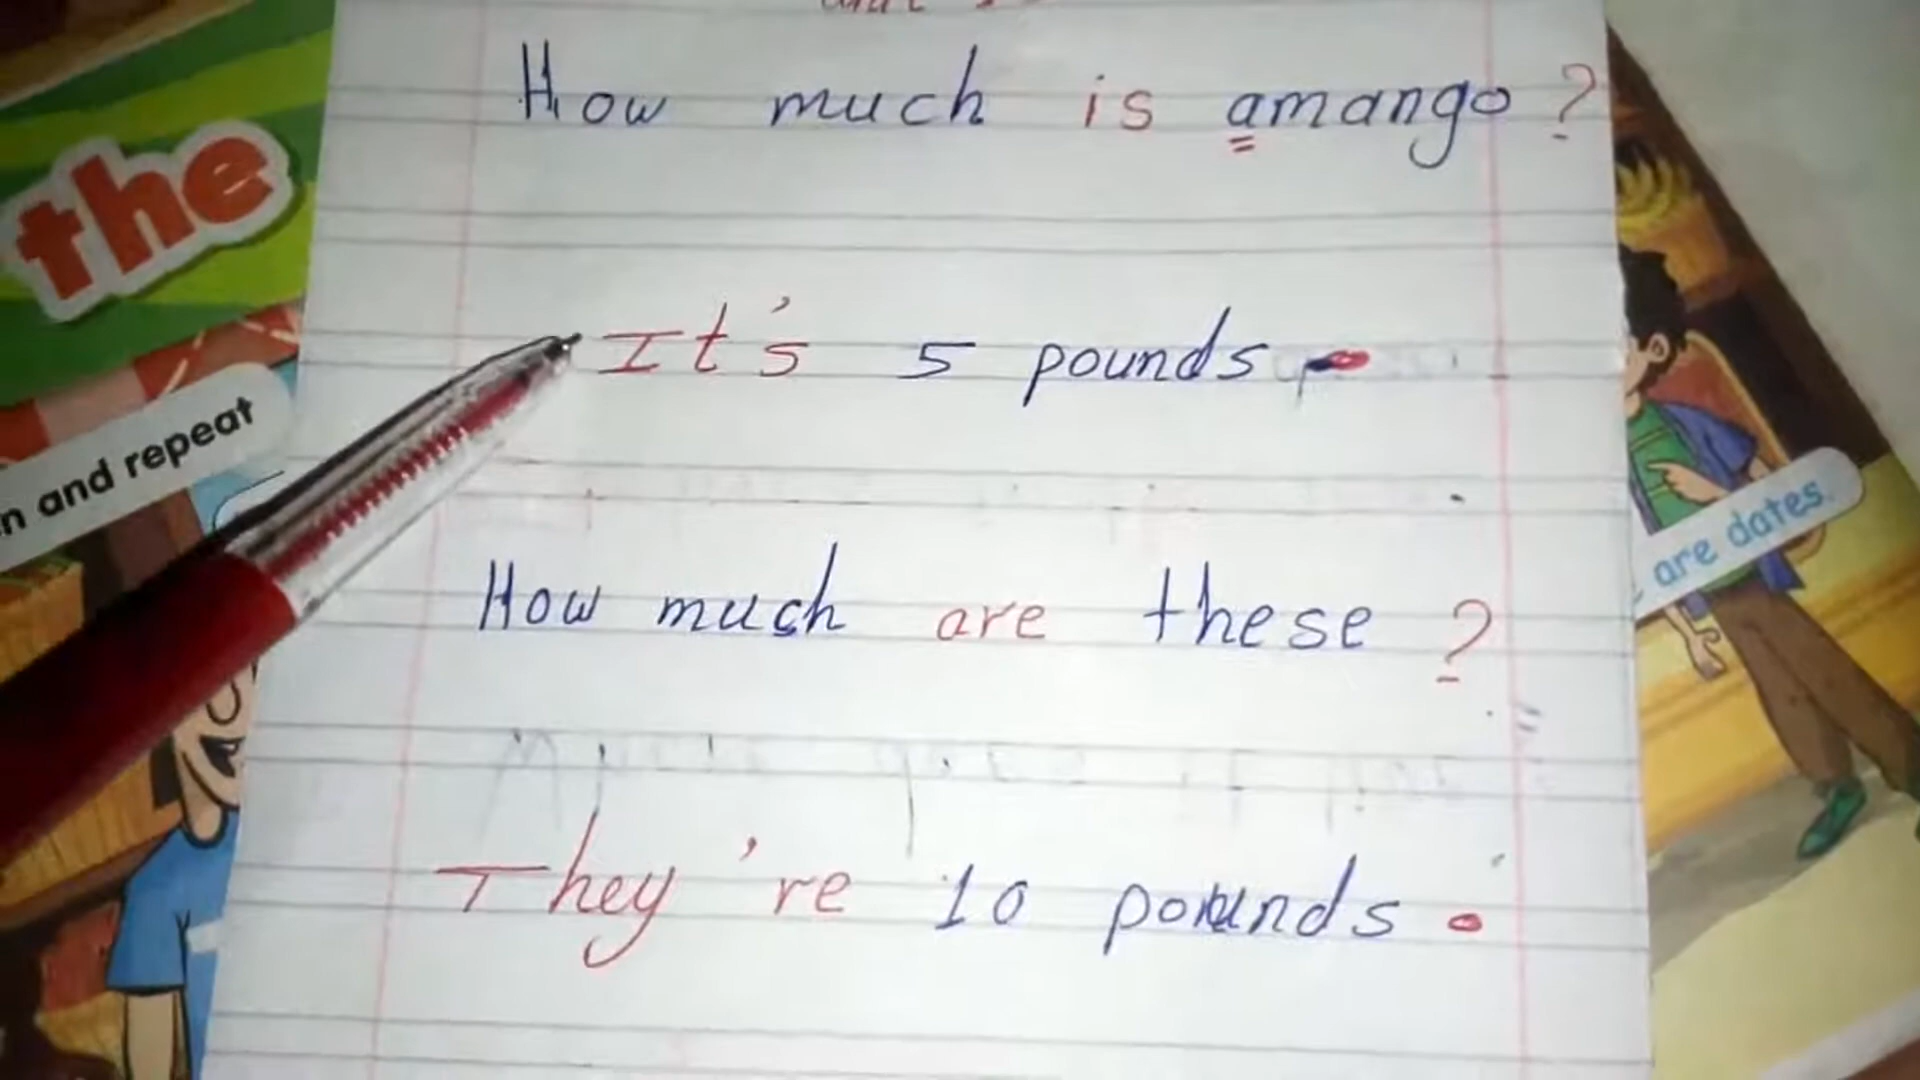 How much is amango ?
the
It's 5 pounds.
n and repeat
are dates.
How much are these ?
They're 10 pounds.